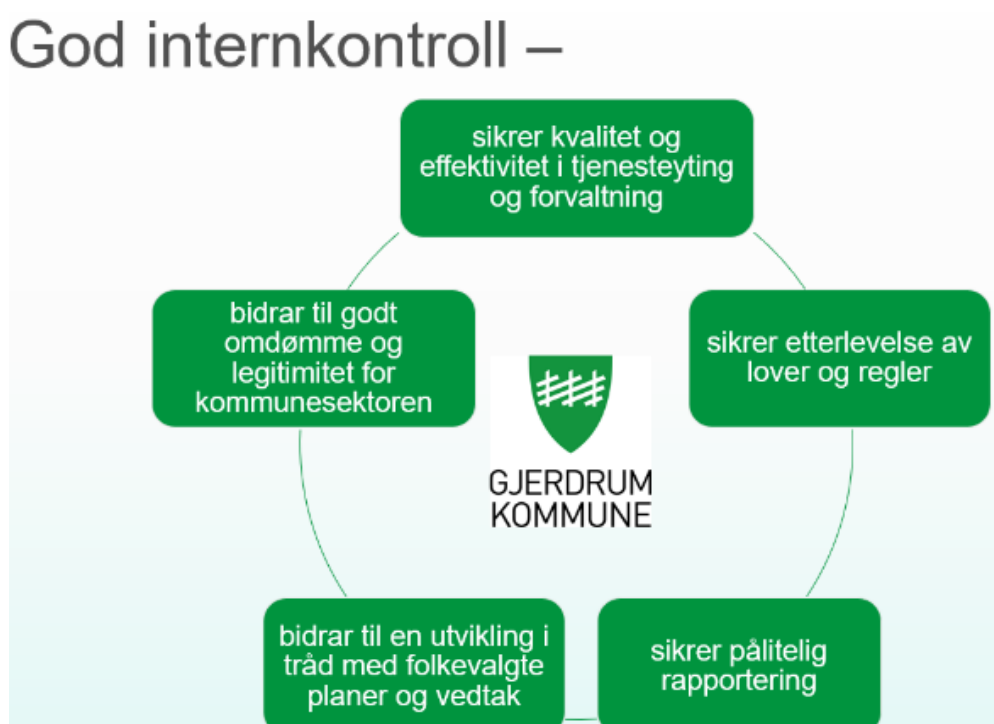 God internkontroll –
sikrer kvalitet og
effektivitet i tjenesteyting
og forvaltning
sikrer etterlevelse av
lover og regler
sikrer pålitelig
rapportering
bidrar til en utvikling i
tråd med folkevalgte
planer og vedtak
bidrar til godt
omdømme og
legitimitet for
kommunesektoren
GJERDRUM
KOMMUNE